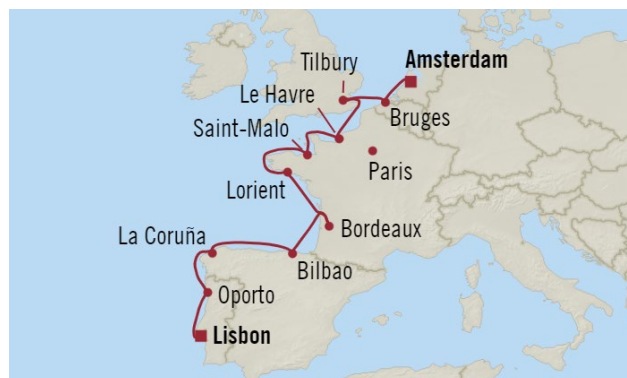 Tilbury
Amsterdam
Le Havre
Bruges
Saint-Malo
Paris
Lorient
Bordeaux
La Coruña
Bilbao
Oporto
Lisbon